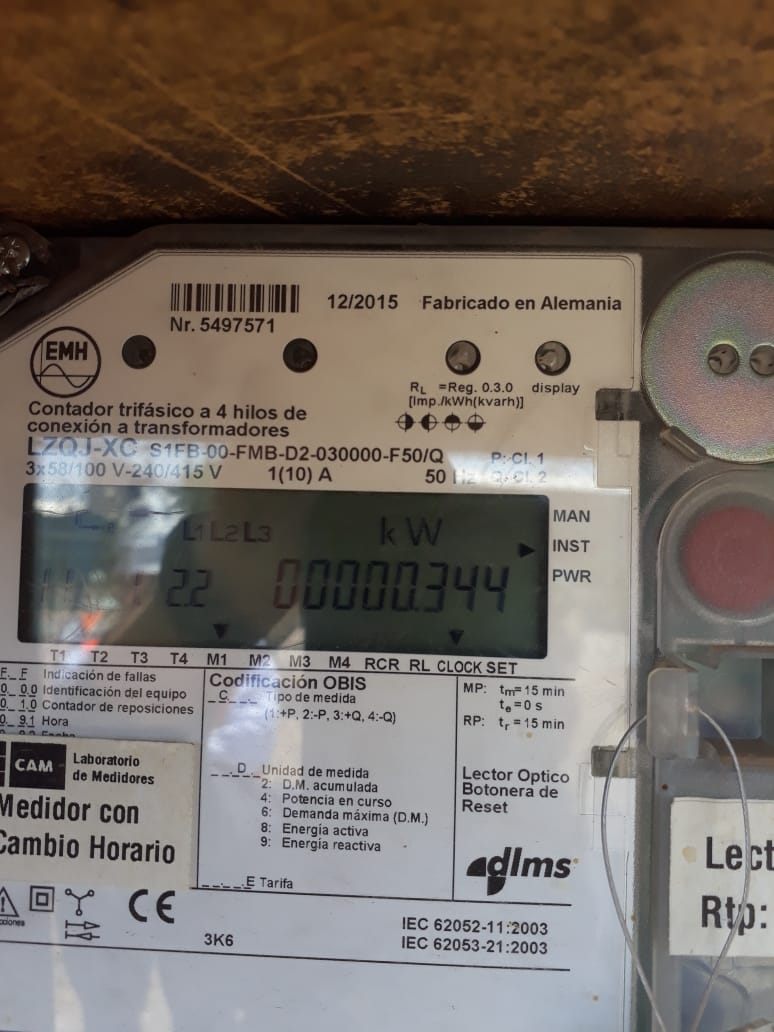 12/2015 Fabricado en Alemania
Nr. 5497571
EMH
RL =Reg. 0.3.0 display
[Imp./kWh(kvarh)]
Contador trifásico a 4 hilos de
conexión a transformadores
LZQJ-XC S1FB-00-FMB-D2-030000-F50/Q P: Cl. 1
3x58/100 V-240/415 V 1(10) A 50 Hz Q: Cl. 2
L1 L2 L3 kW
2.2 00000.344
MAN
INST
PWR
T1 T2 T3 T4 M1 M2 M3 M4 RCR RL CLOCK SET
F_ F Indicación de fallas
0_ 0.0 Identificación del equipo
0_ 1.0 Contador de reposiciones
0_ 9.1 Hora
Codificación OBIS
_ C_._ _ Tipo de medida
(1:+P, 2:-P, 3:+Q, 4:-Q)
_ _._D_ Unidad de medida
2: D.M. acumulada
4: Potencia en curso
6: Demanda máxima (D.M.)
8: Energía activa
9: Energía reactiva
_ _._ _.E Tarifa
MP: tm=15 min
te=0 s
RP: tr=15 min
Lector Optico
Botonera de
Reset
dlms
CAM Laboratorio
de Medidores
Medidor con
Cambio Horario
CE
3K6
IEC 62052-11:2003
IEC 62053-21:2003
Rtp: